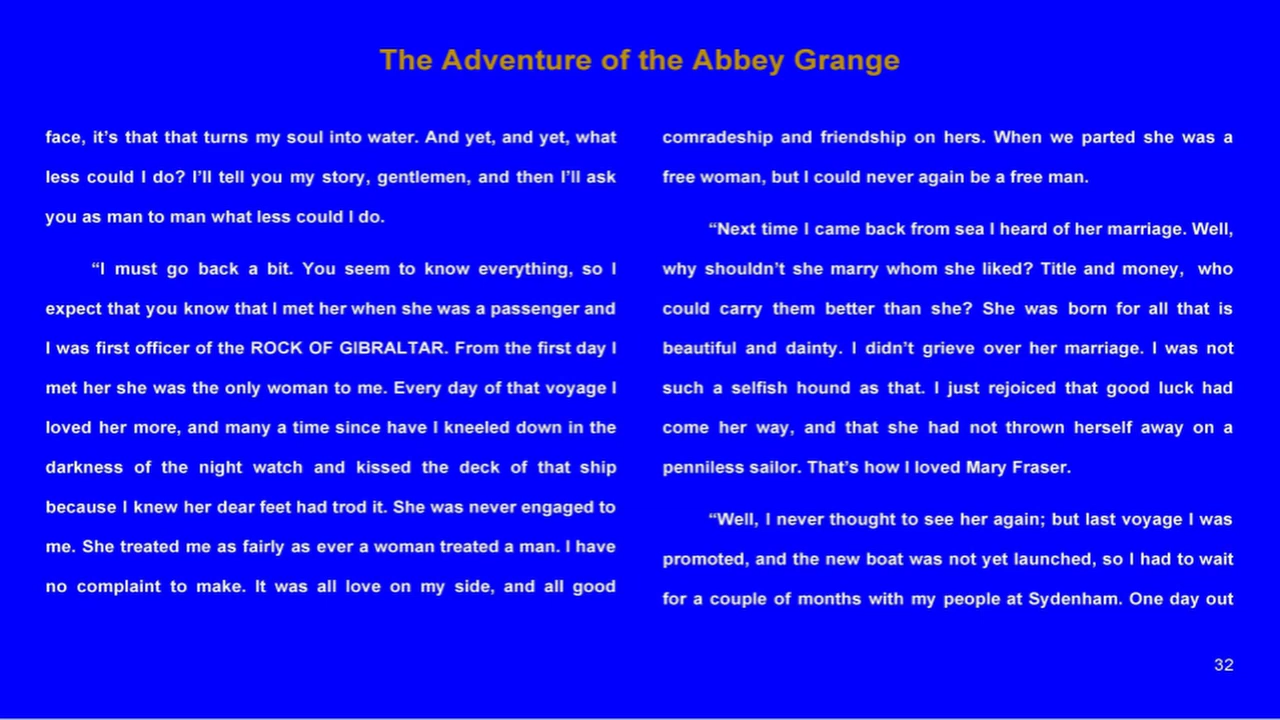 The Adventure of the Abbey Grange
face, it’s that that turns my soul into water. And yet, and yet, what
less could I do? I’ll tell you my story, gentlemen, and then I’ll ask
you as man to man what less could I do.
“I must go back a bit. You seem to know everything, so I
expect that you know that I met her when she was a passenger and
I was first officer of the ROCK OF GIBRALTAR. From the first day I
met her she was the only woman to me. Every day of that voyage I
loved her more, and many a time since have I kneeled down in the
darkness of the night watch and kissed the deck of that ship
because I knew her dear feet had trod it. She was never engaged to
me. She treated me as fairly as ever a woman treated a man. I have
no complaint to make. It was all love on my side, and all good
comradeship and friendship on hers. When we parted she was a
free woman, but I could never again be a free man.
“Next time I came back from sea I heard of her marriage. Well,
why shouldn’t she marry whom she liked? Title and money, who
could carry them better than she? She was born for all that is
beautiful and dainty. I didn’t grieve over her marriage. I was not
such a selfish hound as that. I just rejoiced that good luck had
come her way, and that she had not thrown herself away on a
penniless sailor. That’s how I loved Mary Fraser.
“Well, I never thought to see her again; but last voyage I was
promoted, and the new boat was not yet launched, so I had to wait
for a couple of months with my people at Sydenham. One day out
32